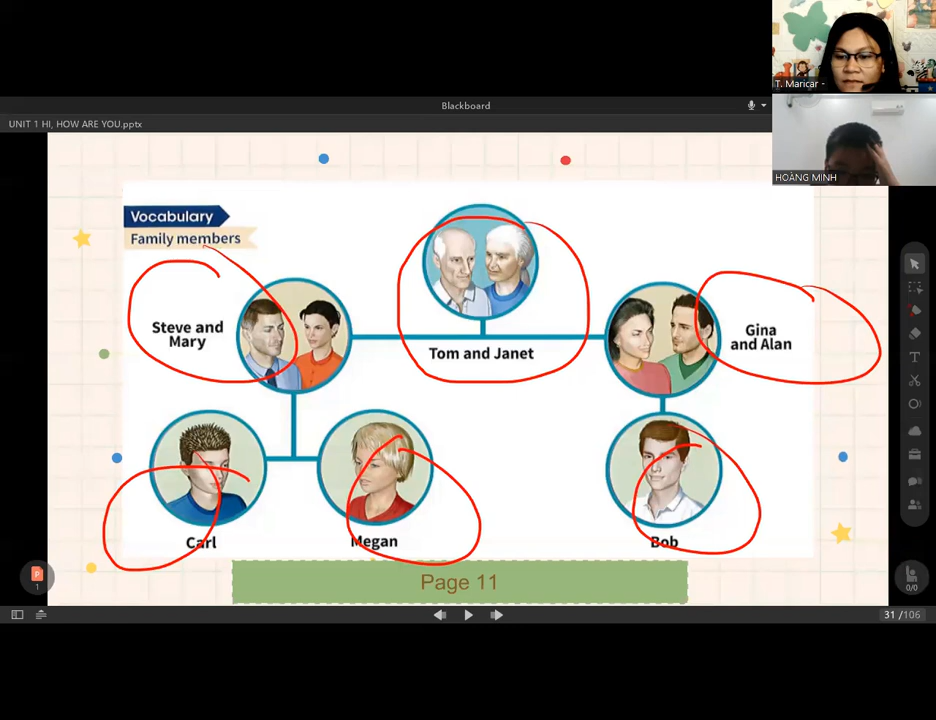 T. Maricar -
HOÀNG MINH
Blackboard
UNIT 1 HI, HOW ARE YOU.pptx
Vocabulary
Family members
Steve and
Mary
Tom and Janet
Gina
and Alan
Carl
Megan
Bob
Page 11
P
1
0/0
31 /106